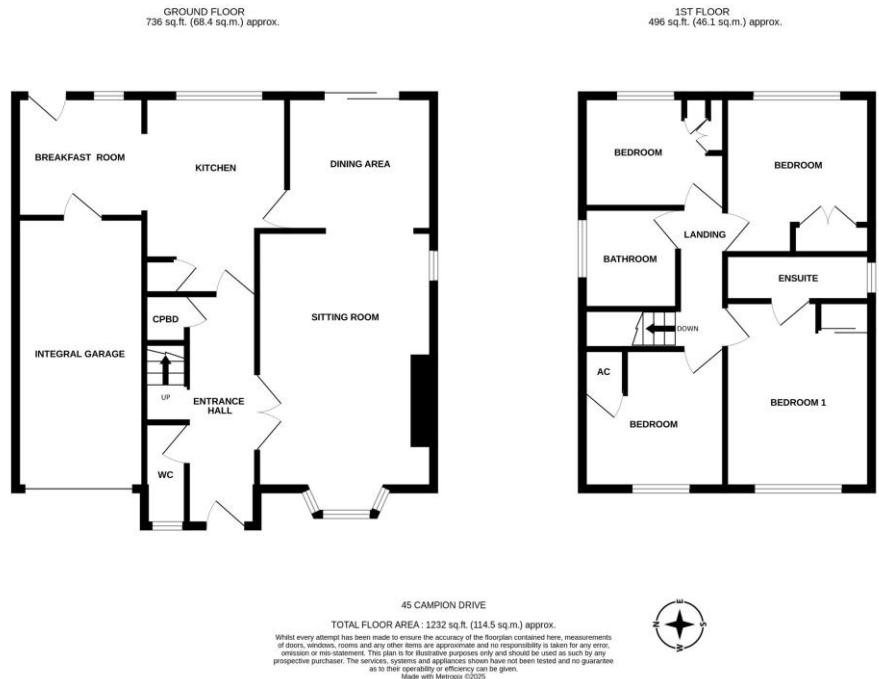 GROUND FLOOR
736 sq.ft. (68.4 sq.m.) approx.
BREAKFAST ROOM
KITCHEN
DINING AREA
CPBD
SITTING ROOM
INTEGRAL GARAGE
UP
ENTRANCE
HALL
WC
1ST FLOOR
496 sq.ft. (46.1 sq.m.) approx.
BEDROOM
BEDROOM
LANDING
BATHROOM
ENSUITE
DOWN
AC
BEDROOM 1
BEDROOM
45 CAMPION DRIVE
TOTAL FLOOR AREA : 1232 sq.ft. (114.5 sq.m.) approx.
Whilst every attempt has been made to ensure the accuracy of the floorplan contained here, measurements
of doors, windows, rooms and any other items are approximate and no responsibility is taken for any error,
omission or mis-statement. This plan is for illustrative purposes only and should be used as such by any
prospective purchaser. The services, systems and appliances shown have not been tested and no guarantee
as to their operability or efficiency can be given.
Made with Metropix ©2025
E
N
S
W